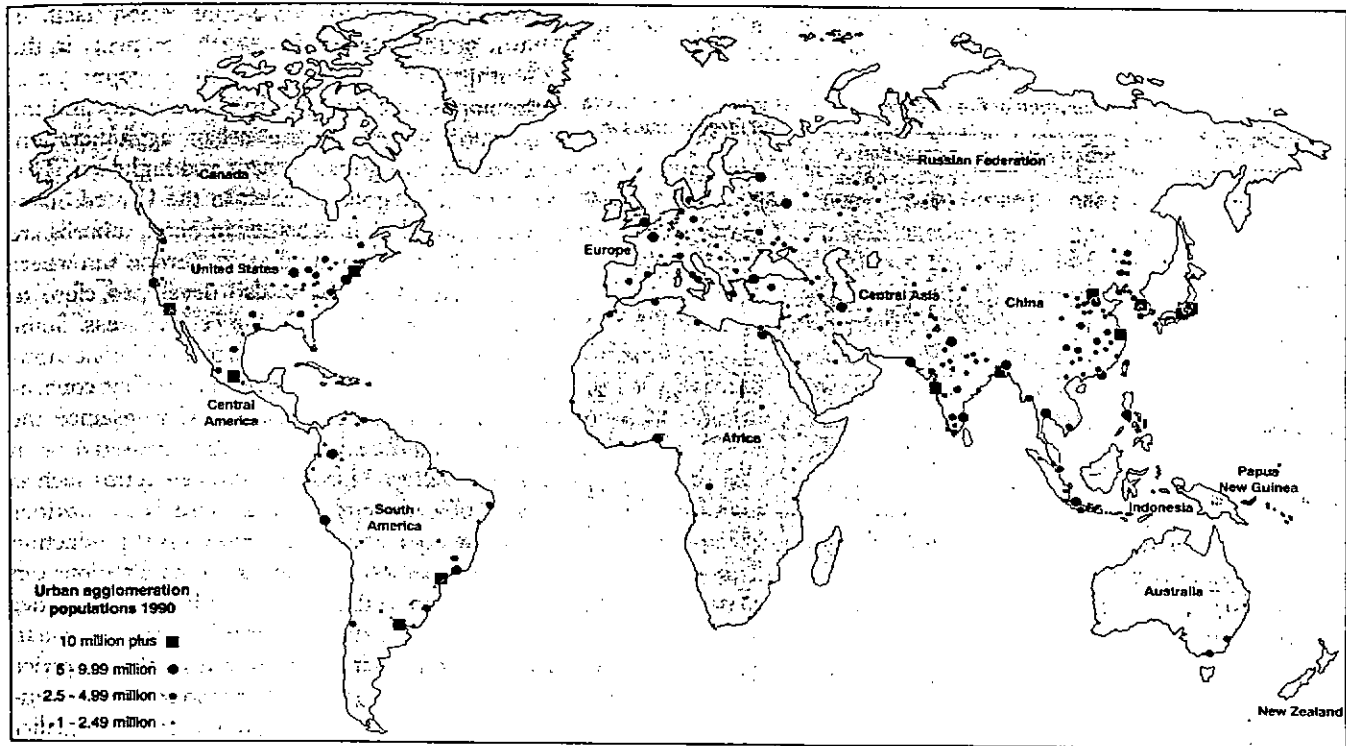 Canada
Russian Federation
Europe
United States
Central Asia
China
Central
America
Africa
Papua
New Guinea
Indonesia
South
America
Australia
Urban agglomeration
populations 1990
10 million plus
5 - 9.99 million
2.5 - 4.99 million
1 - 2.49 million
New Zealand